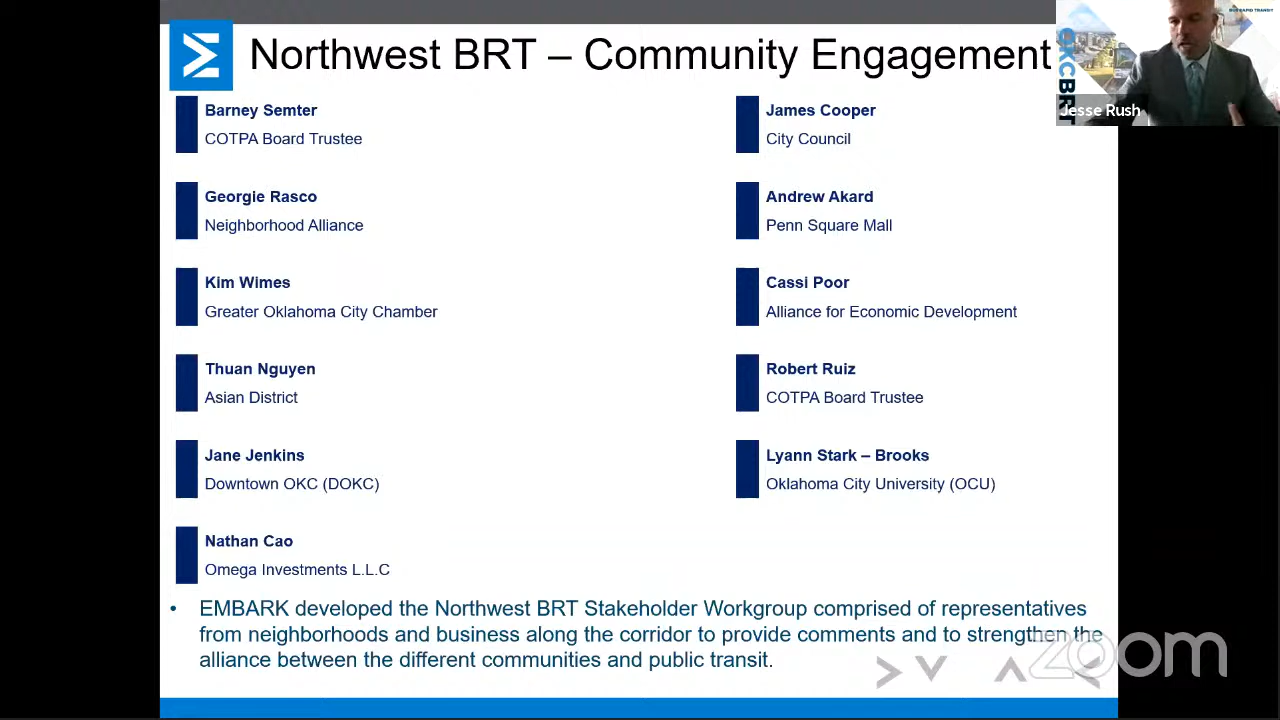 Northwest BRT – Community Engagement
Barney Semter
COTPA Board Trustee
Georgie Rasco
Neighborhood Alliance
Kim Wimes
Greater Oklahoma City Chamber
Thuan Nguyen
Asian District
Jane Jenkins
Downtown OKC (DOKC)
Nathan Cao
Omega Investments L.L.C
James Cooper
City Council
Andrew Akard
Penn Square Mall
Cassi Poor
Alliance for Economic Development
Robert Ruiz
COTPA Board Trustee
Lyann Stark – Brooks
Oklahoma City University (OCU)
• EMBARK developed the Northwest BRT Stakeholder Workgroup comprised of representatives
from neighborhoods and business along the corridor to provide comments and to strengthen the
alliance between the different communities and public transit.
OKCBRT
Jesse Rush
zoom